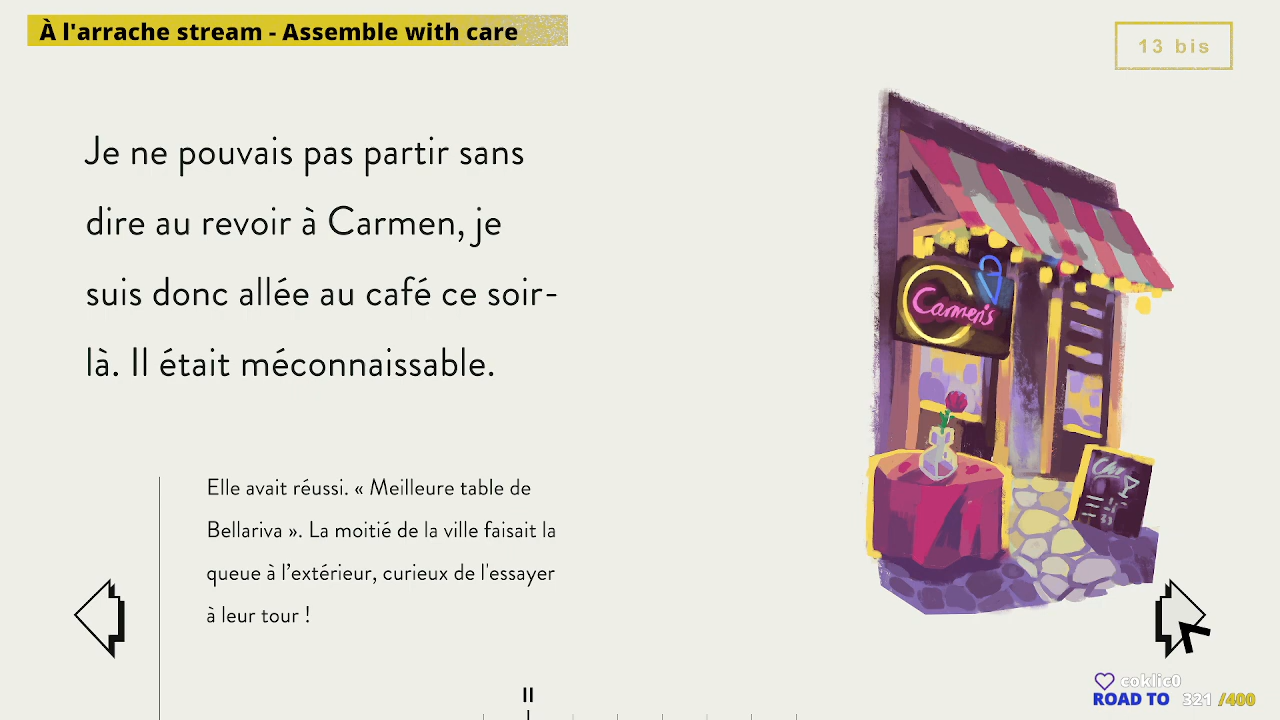 À l'arrache stream - Assemble with care
13 bis
Je ne pouvais pas partir sans
dire au revoir à Carmen, je
suis donc allée au café ce soir-
là. Il était méconnaissable.
Carmen's
Elle avait réussi. « Meilleure table de
Bellariva ». La moitié de la ville faisait la
queue à l’extérieur, curieux de l'essayer
à leur tour !
II
coklic0
ROAD TO 321 /400